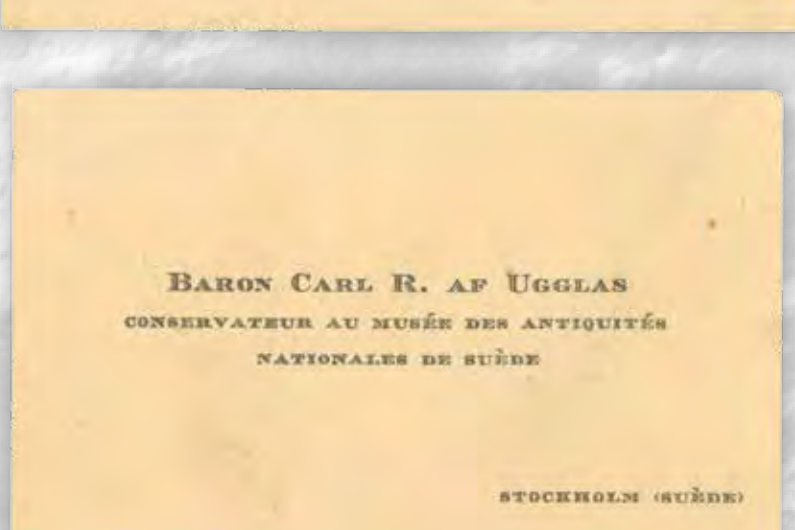 BARON CARL R. AF UGGLAS
CONSERVATEUR AU MUSÉE DES ANTIQUITÉS
NATIONALES DE SUÈDE
STOCKHOLM (SUÈDE)